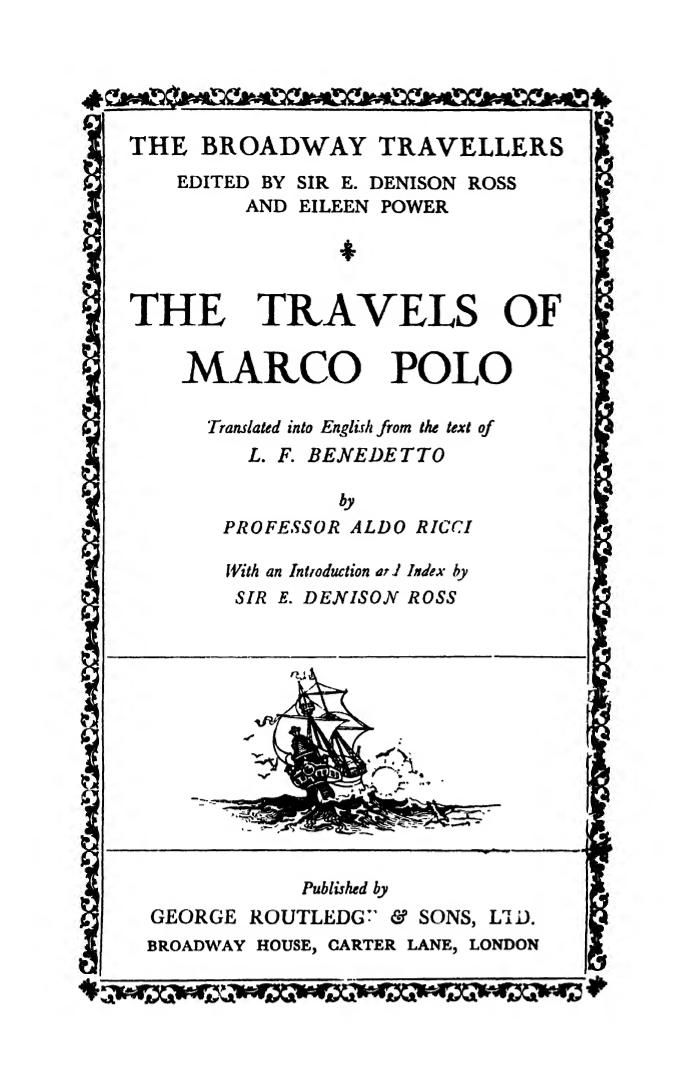 THE BROADWAY TRAVELLERS
EDITED BY SIR E. DENISON ROSS
AND EILEEN POWER
THE TRAVELS OF
MARCO POLO
Translated into English from the text of
L. F. BENEDETTO
by
PROFESSOR ALDO RICCI
With an Introduction and Index by
SIR E. DENISON ROSS
Published by
GEORGE ROUTLEDGE & SONS, LTD.
BROADWAY HOUSE, CARTER LANE, LONDON